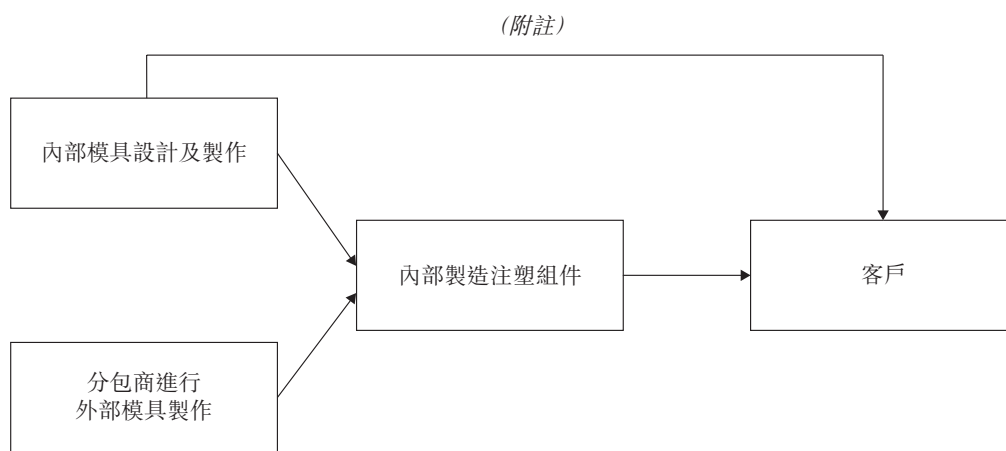 (附註)
內部模具設計及製作
內部製造注塑組件
客戶
分包商進行
外部模具製作